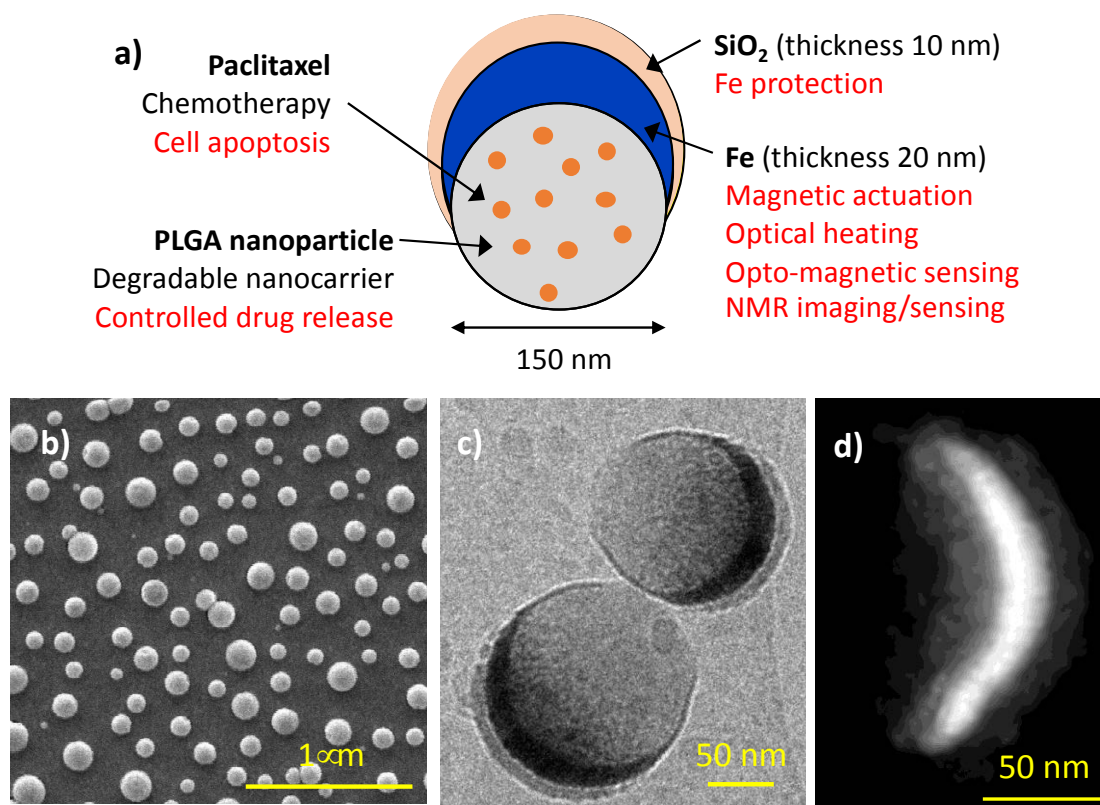 a)
Paclitaxel
Chemotherapy
Cell apoptosis
PLGA nanoparticle
Degradable nanocarrier
Controlled drug release
SiO₂ (thickness 10 nm)
Fe protection
Fe (thickness 20 nm)
Magnetic actuation
Optical heating
Opto-magnetic sensing
NMR imaging/sensing
150 nm
b)
1∝m
c)
50 nm
d)
50 nm